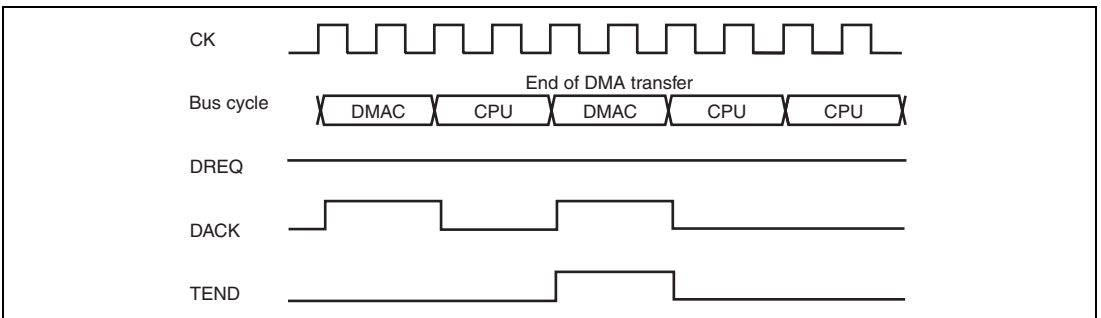 CK
End of DMA transfer
Bus cycle DMAC CPU DMAC CPU CPU
DREQ
DACK
TEND